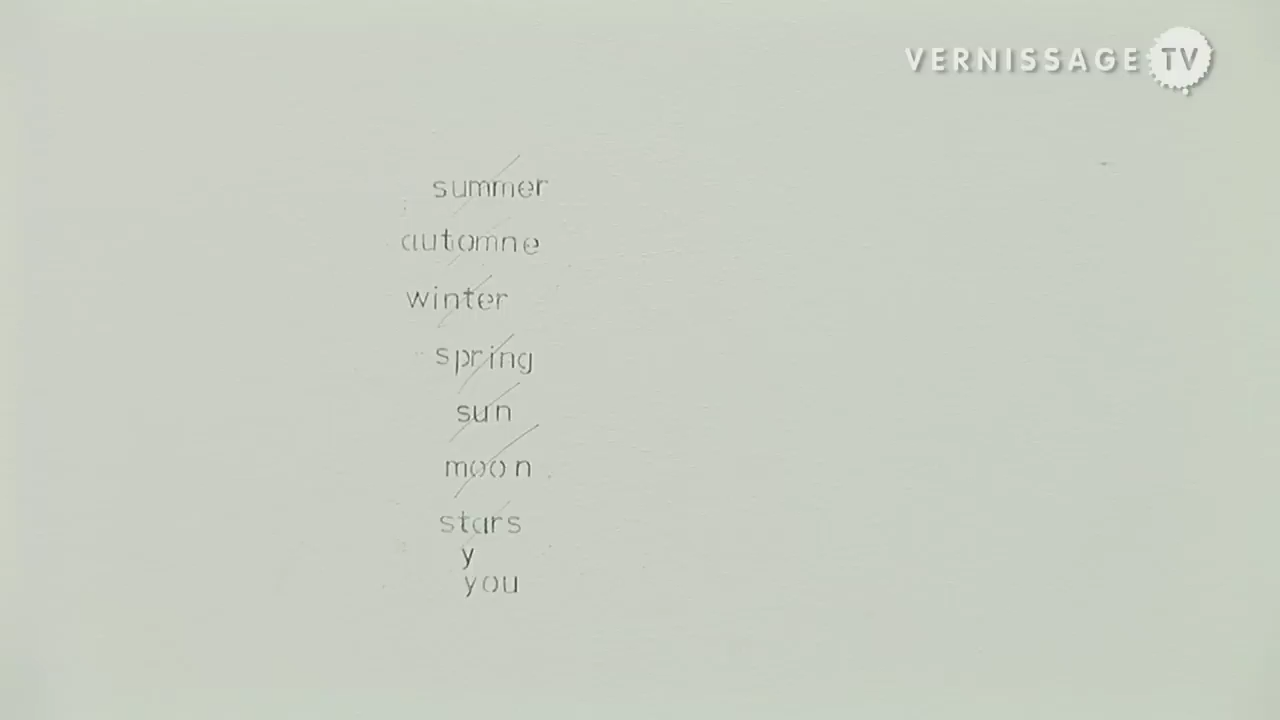 VERNISSAGE TV
summer
automne
winter
spring
sun
moon
stars
y
you